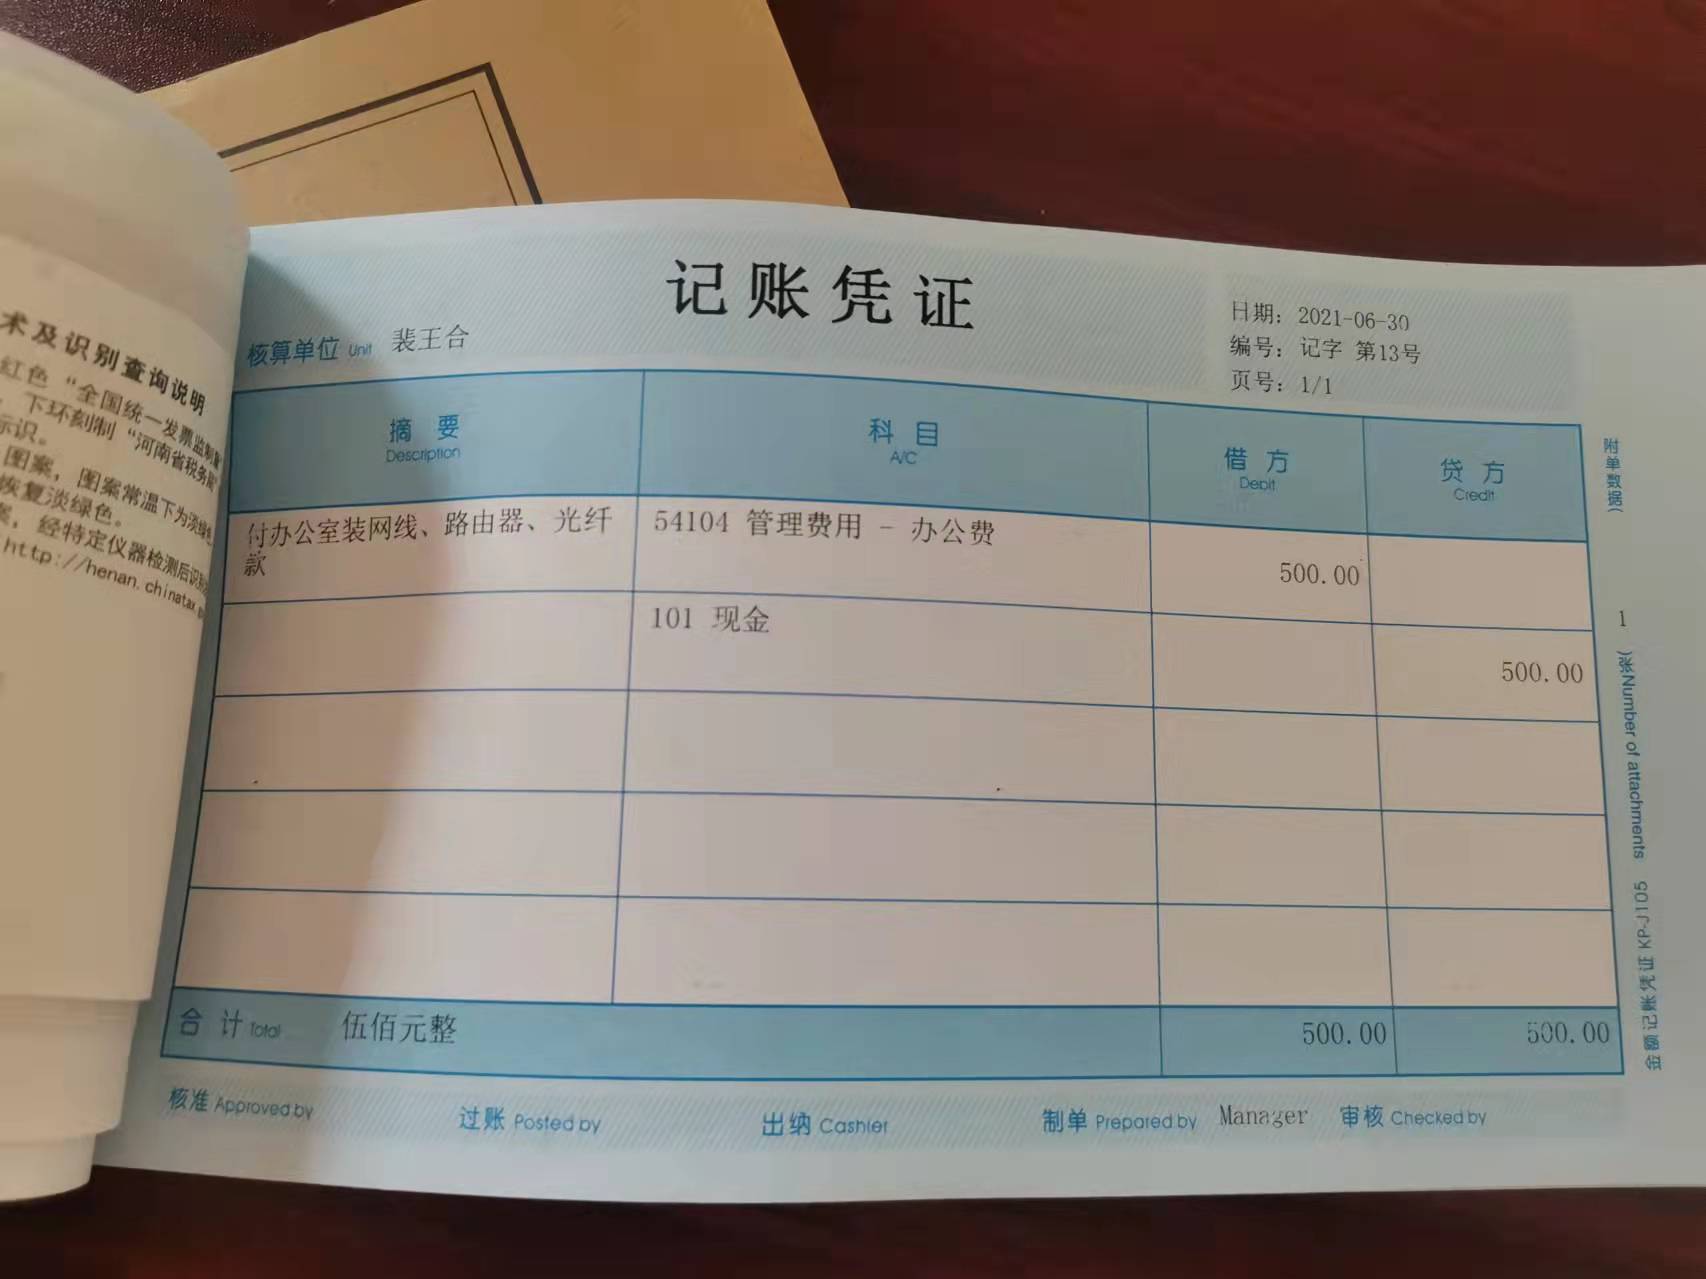 术及识别查询说明
红色“全国统一发票监制章
下环刻制“河南省税务局
标识。
图案，图案常温下为淡绿色，
恢复淡绿色。
案，经特定仪器检测后识别
http://henan.chinatax.
记账凭证
核算单位 Unit 裴王合
日期：2021-06-30
编号：记字 第13号
页号：1/1
摘 要 科 目 借 方 贷 方
Description A/C Debit Credit
付办公室装网线、路由器、光纤 54104 管理费用 - 办公费
款 500.00
101 现金
500.00
合 计 Total 伍佰元整 500.00 500.00
核准 Approved by 过账 Posted by 出纳 Cashier 制单 Prepared by Manager 审核 Checked by
附单数据( 1 张)Number of attachments
金额记账凭证 KP-J105